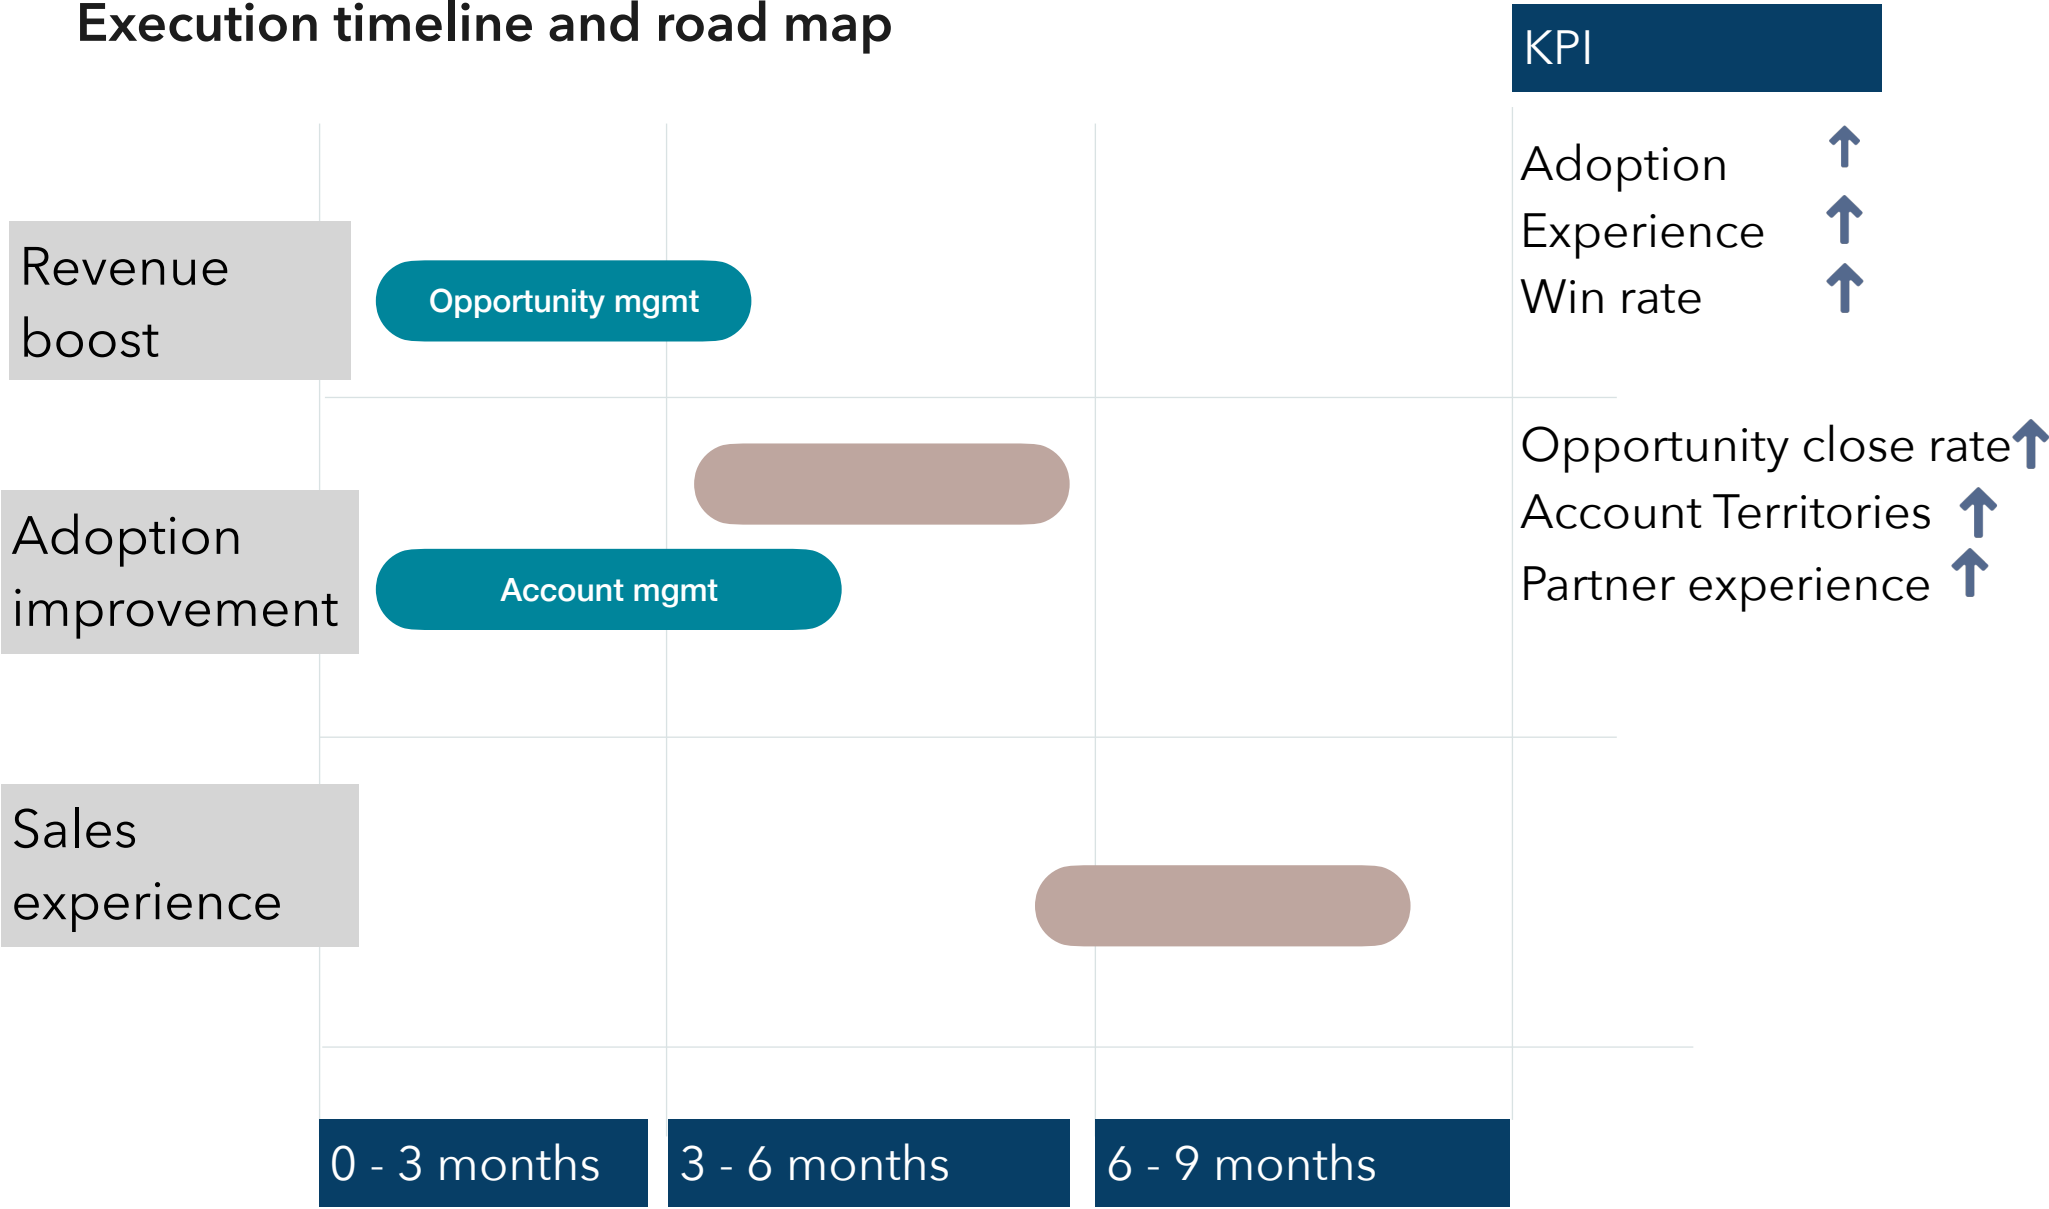 Execution timeline and road map
KPI
Adoption
Experience
Win rate
Revenue
boost
Opportunity mgmt
Opportunity close rate
Account Territories
Partner experience
Adoption
improvement
Account mgmt
Sales
experience
0 - 3 months
3 - 6 months
6 - 9 months